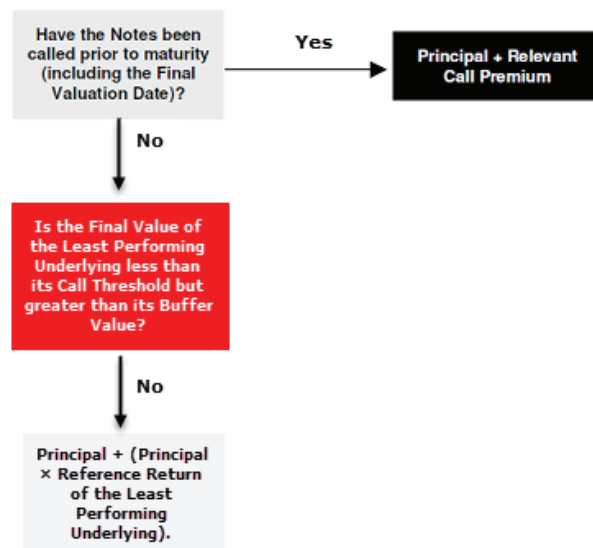 Have the Notes been
called prior to maturity
(including the Final
Valuation Date)?
Yes
Principal + Relevant
Call Premium
No
Is the Final Value of
the Least Performing
Underlying less than
its Call Threshold but
greater than its Buffer
Value?
No
Principal + (Principal
× Reference Return
of the Least
Performing
Underlying).